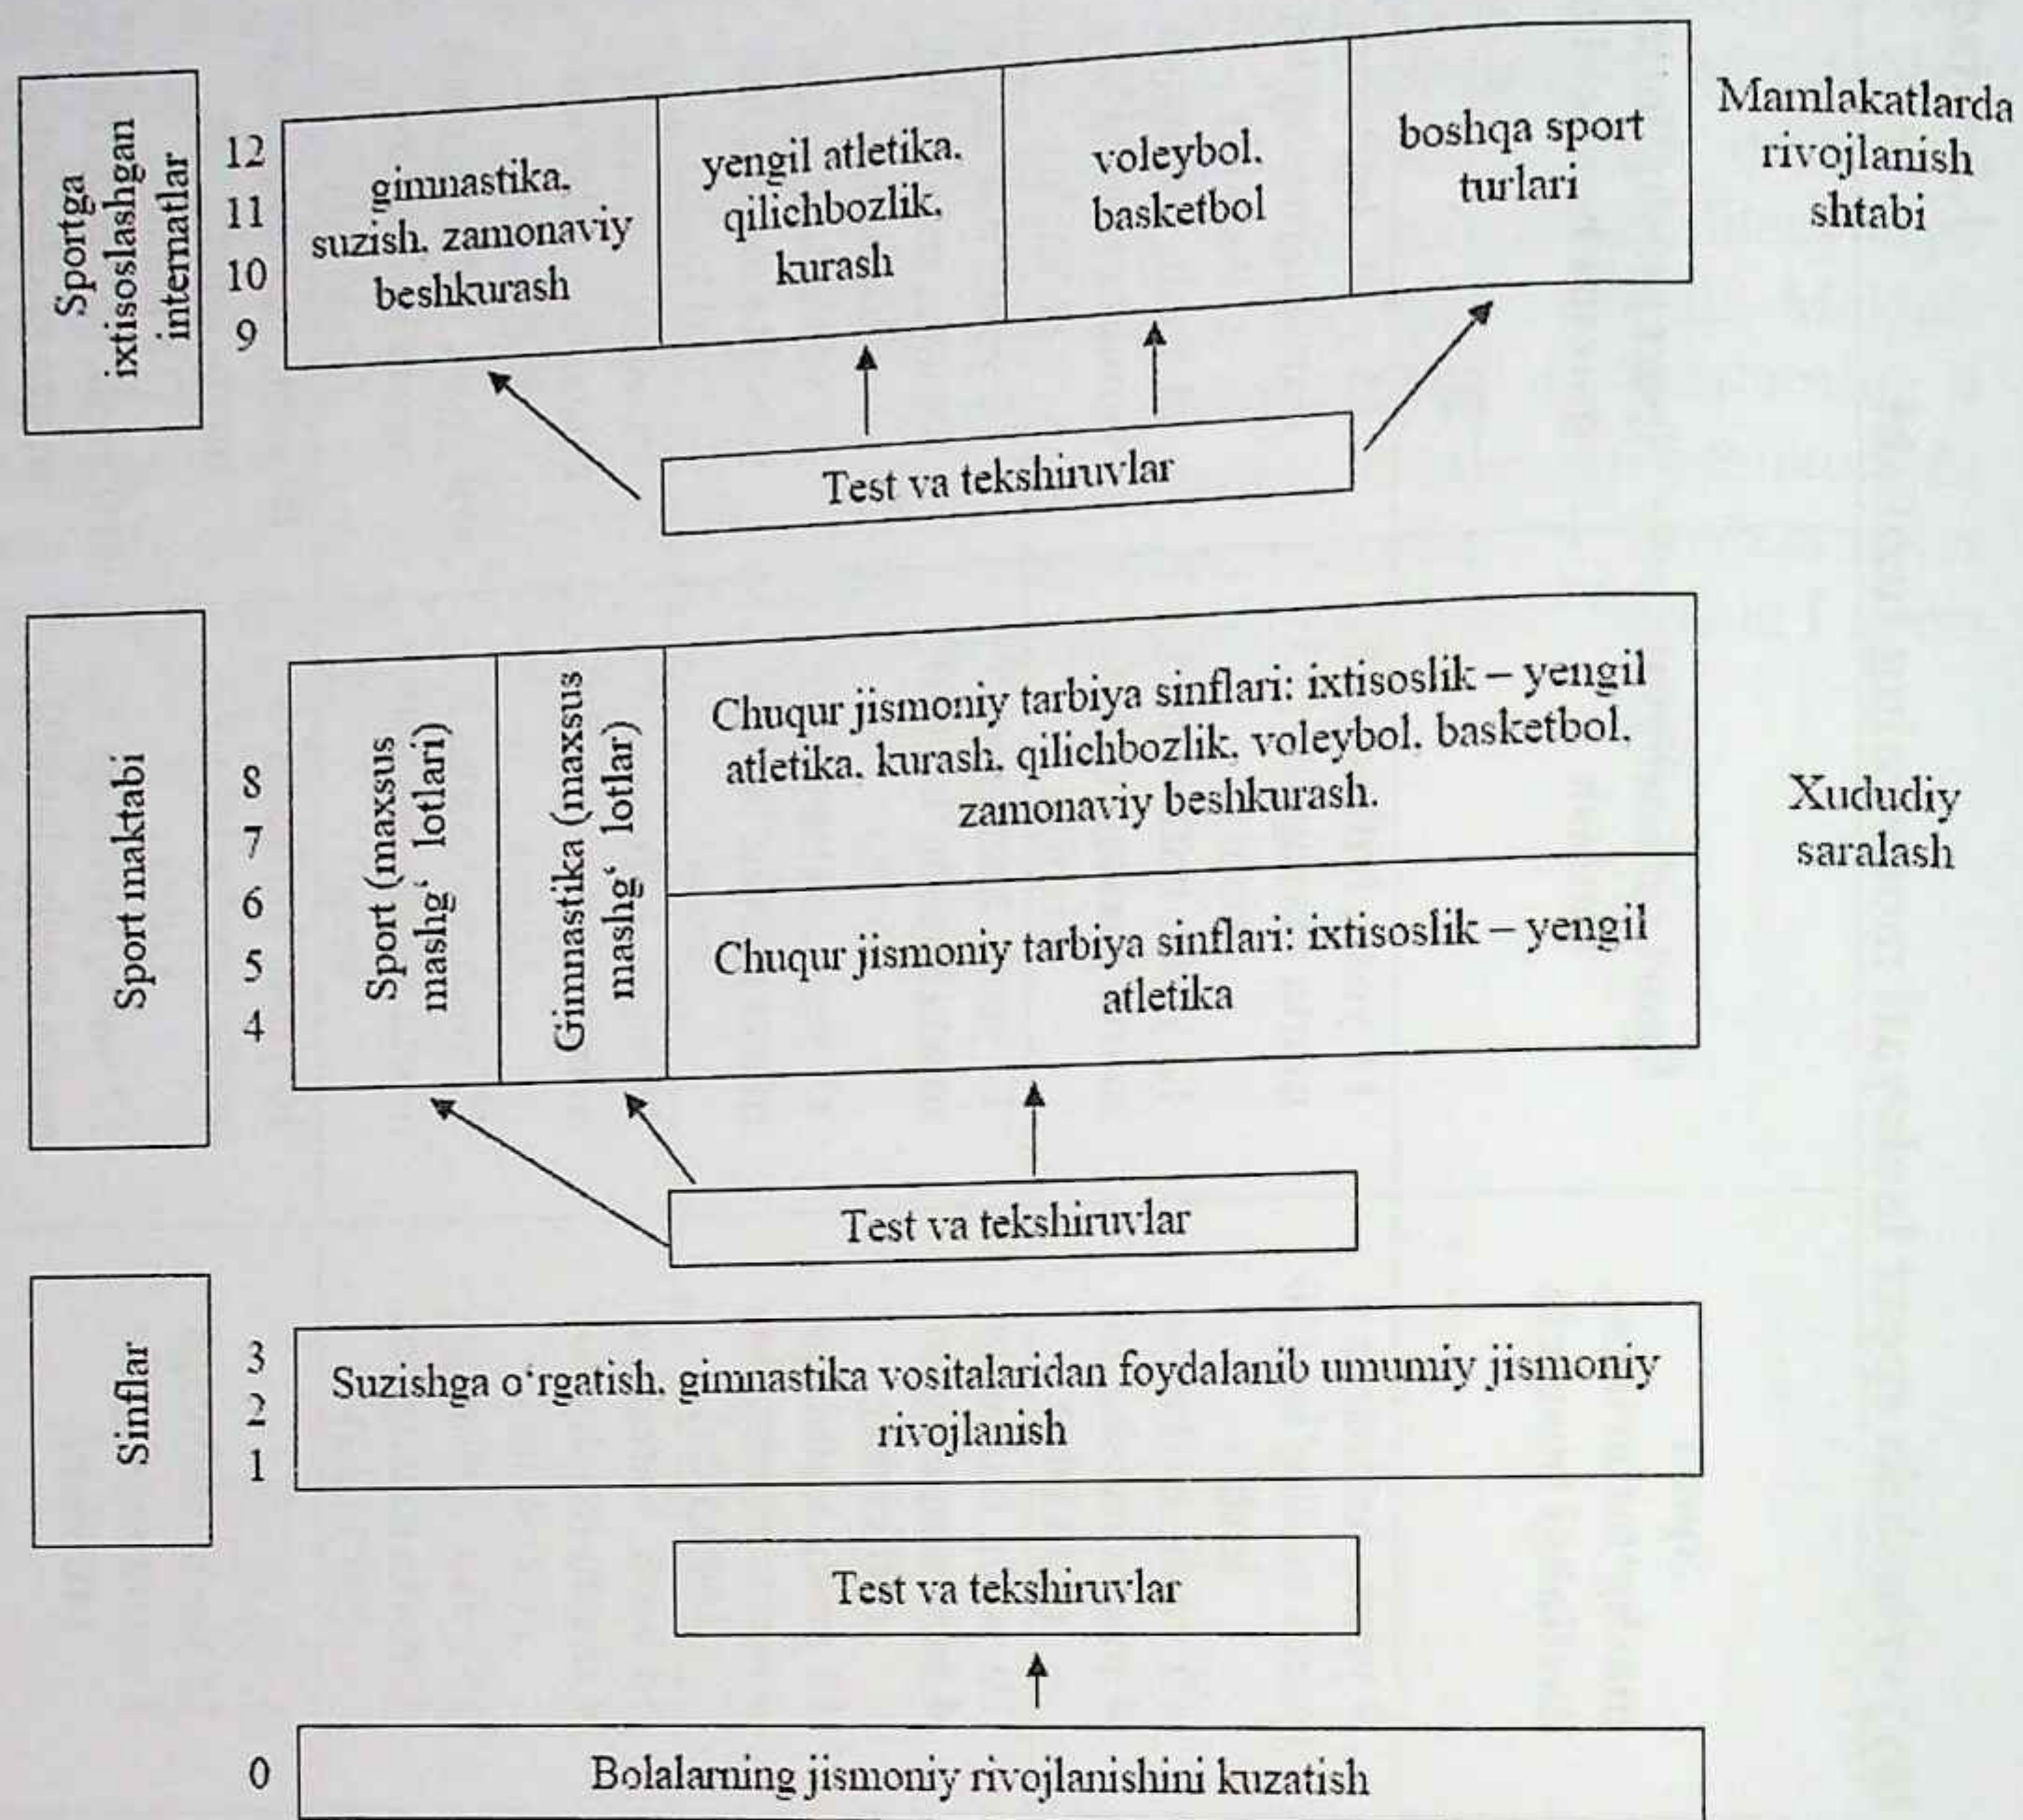 Sportga
ixtisoslashgan
internatlar
12
11
10
9
gimnastika,
suzish, zamonaviy
beshkurash
yengil atletika,
qilichbozlik,
kurash
voleybol,
basketbol
boshqa sport
turlari
Mamlakatlarda
rivojlanish
shtabi
Test va tekshiruvlar
Sport maktabi
8
7
6
5
4
Sport (maxsus
mashg‘ lotlari)
Gimnastika (maxsus
mashg‘ lotlar)
Chuqur jismoniy tarbiya sinflari: ixtisoslik – yengil
atletika, kurash, qilichbozlik, voleybol, basketbol,
zamonaviy beshkurash.
Chuqur jismoniy tarbiya sinflari: ixtisoslik – yengil
atletika
Xududiy
saralash
Test va tekshiruvlar
Sinflar
3
2
1
Suzishga o‘rgatish, gimnastika vositalaridan foydalanib umumiy jismoniy
rivojlanish
Test va tekshiruvlar
0
Bolalarning jismoniy rivojlanishini kuzatish